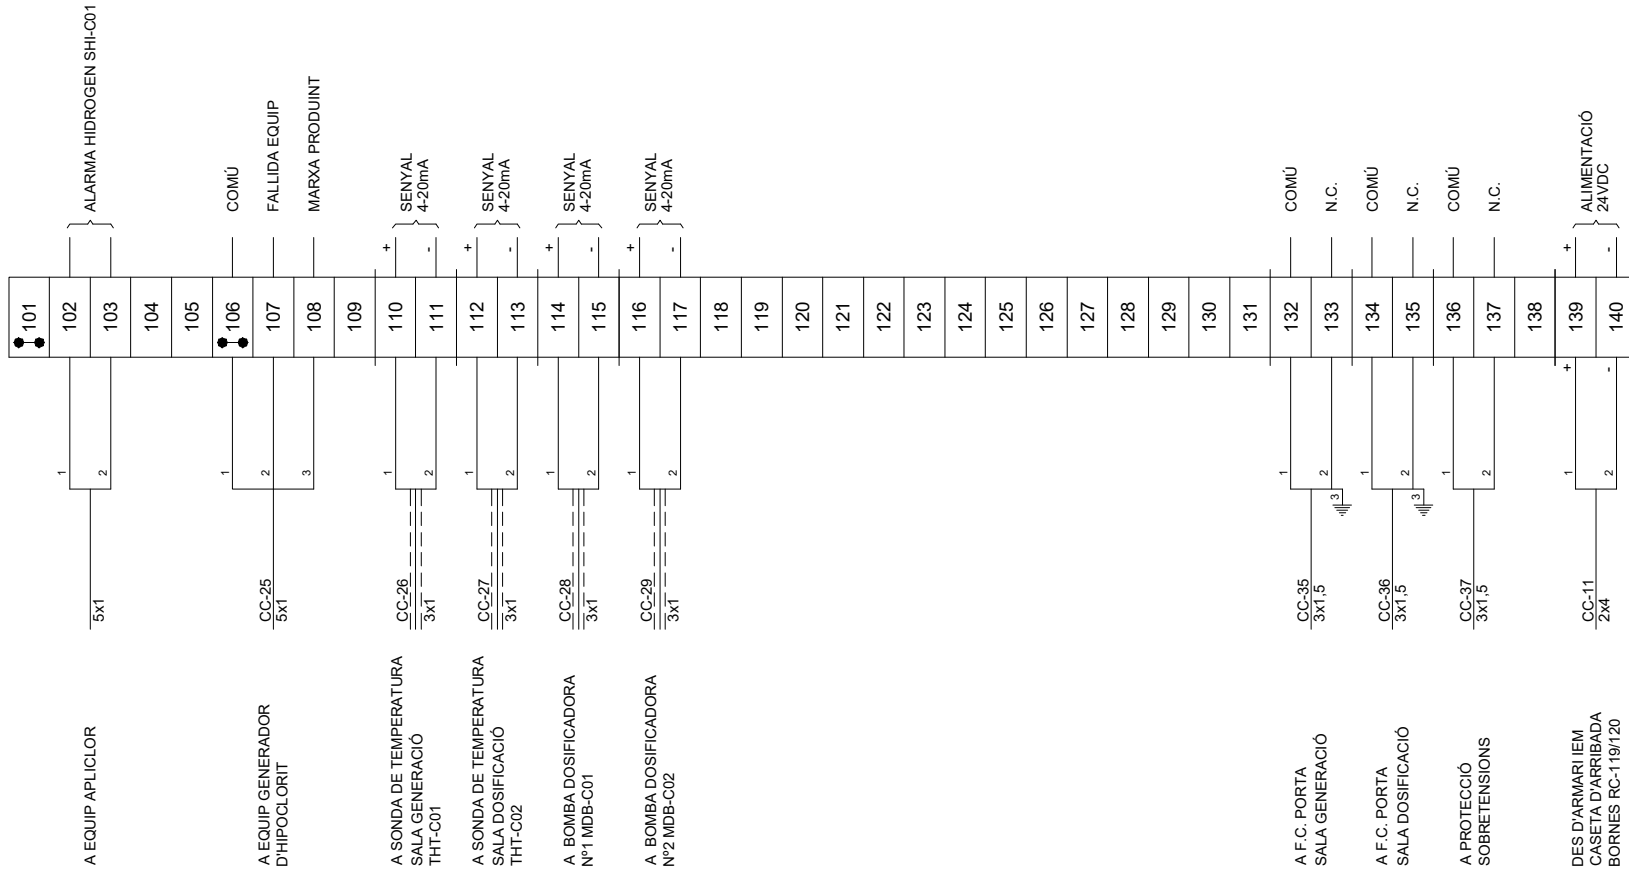 ALARMA HIDROGEN SHI-C01
COMÚ
FALLIDA EQUIP
MARXA PRODUINT
+
-
SENYAL
4-20mA
+
-
SENYAL
4-20mA
+
-
SENYAL
4-20mA
+
-
SENYAL
4-20mA
COMÚ
N.C.
COMÚ
N.C.
COMÚ
N.C.
+
-
ALIMENTACIÓ
24VDC
101
102
103
104
105
106
107
108
109
110
111
112
113
114
115
116
117
118
119
120
121
122
123
124
125
126
127
128
129
130
131
132
133
134
135
136
137
138
139
140
+
-
1
2
1
2
3
1
2
1
2
1
2
1
2
1
2
3
1
2
3
1
2
1
2
5x1
CC-25
5x1
CC-26
3x1
CC-27
3x1
CC-28
3x1
CC-29
3x1
CC-35
3x1,5
CC-36
3x1,5
CC-37
3x1,5
CC-11
2x4
A EQUIP APLICLOR
A EQUIP GENERADOR
D'HIPOCLORIT
A SONDA DE TEMPERATURA
SALA GENERACIÓ
THT-C01
A SONDA DE TEMPERATURA
SALA DOSIFICACIÓ
THT-C02
A BOMBA DOSIFICADORA
Nº1 MDB-C01
A BOMBA DOSIFICADORA
Nº2 MDB-C02
A F.C. PORTA
SALA GENERACIÓ
A F.C. PORTA
SALA DOSIFICACIÓ
A PROTECCIÓ
SOBRETENSIONS
DES D'ARMARI IEM
CASETA D'ARRIBADA
BORNES RC-119/120